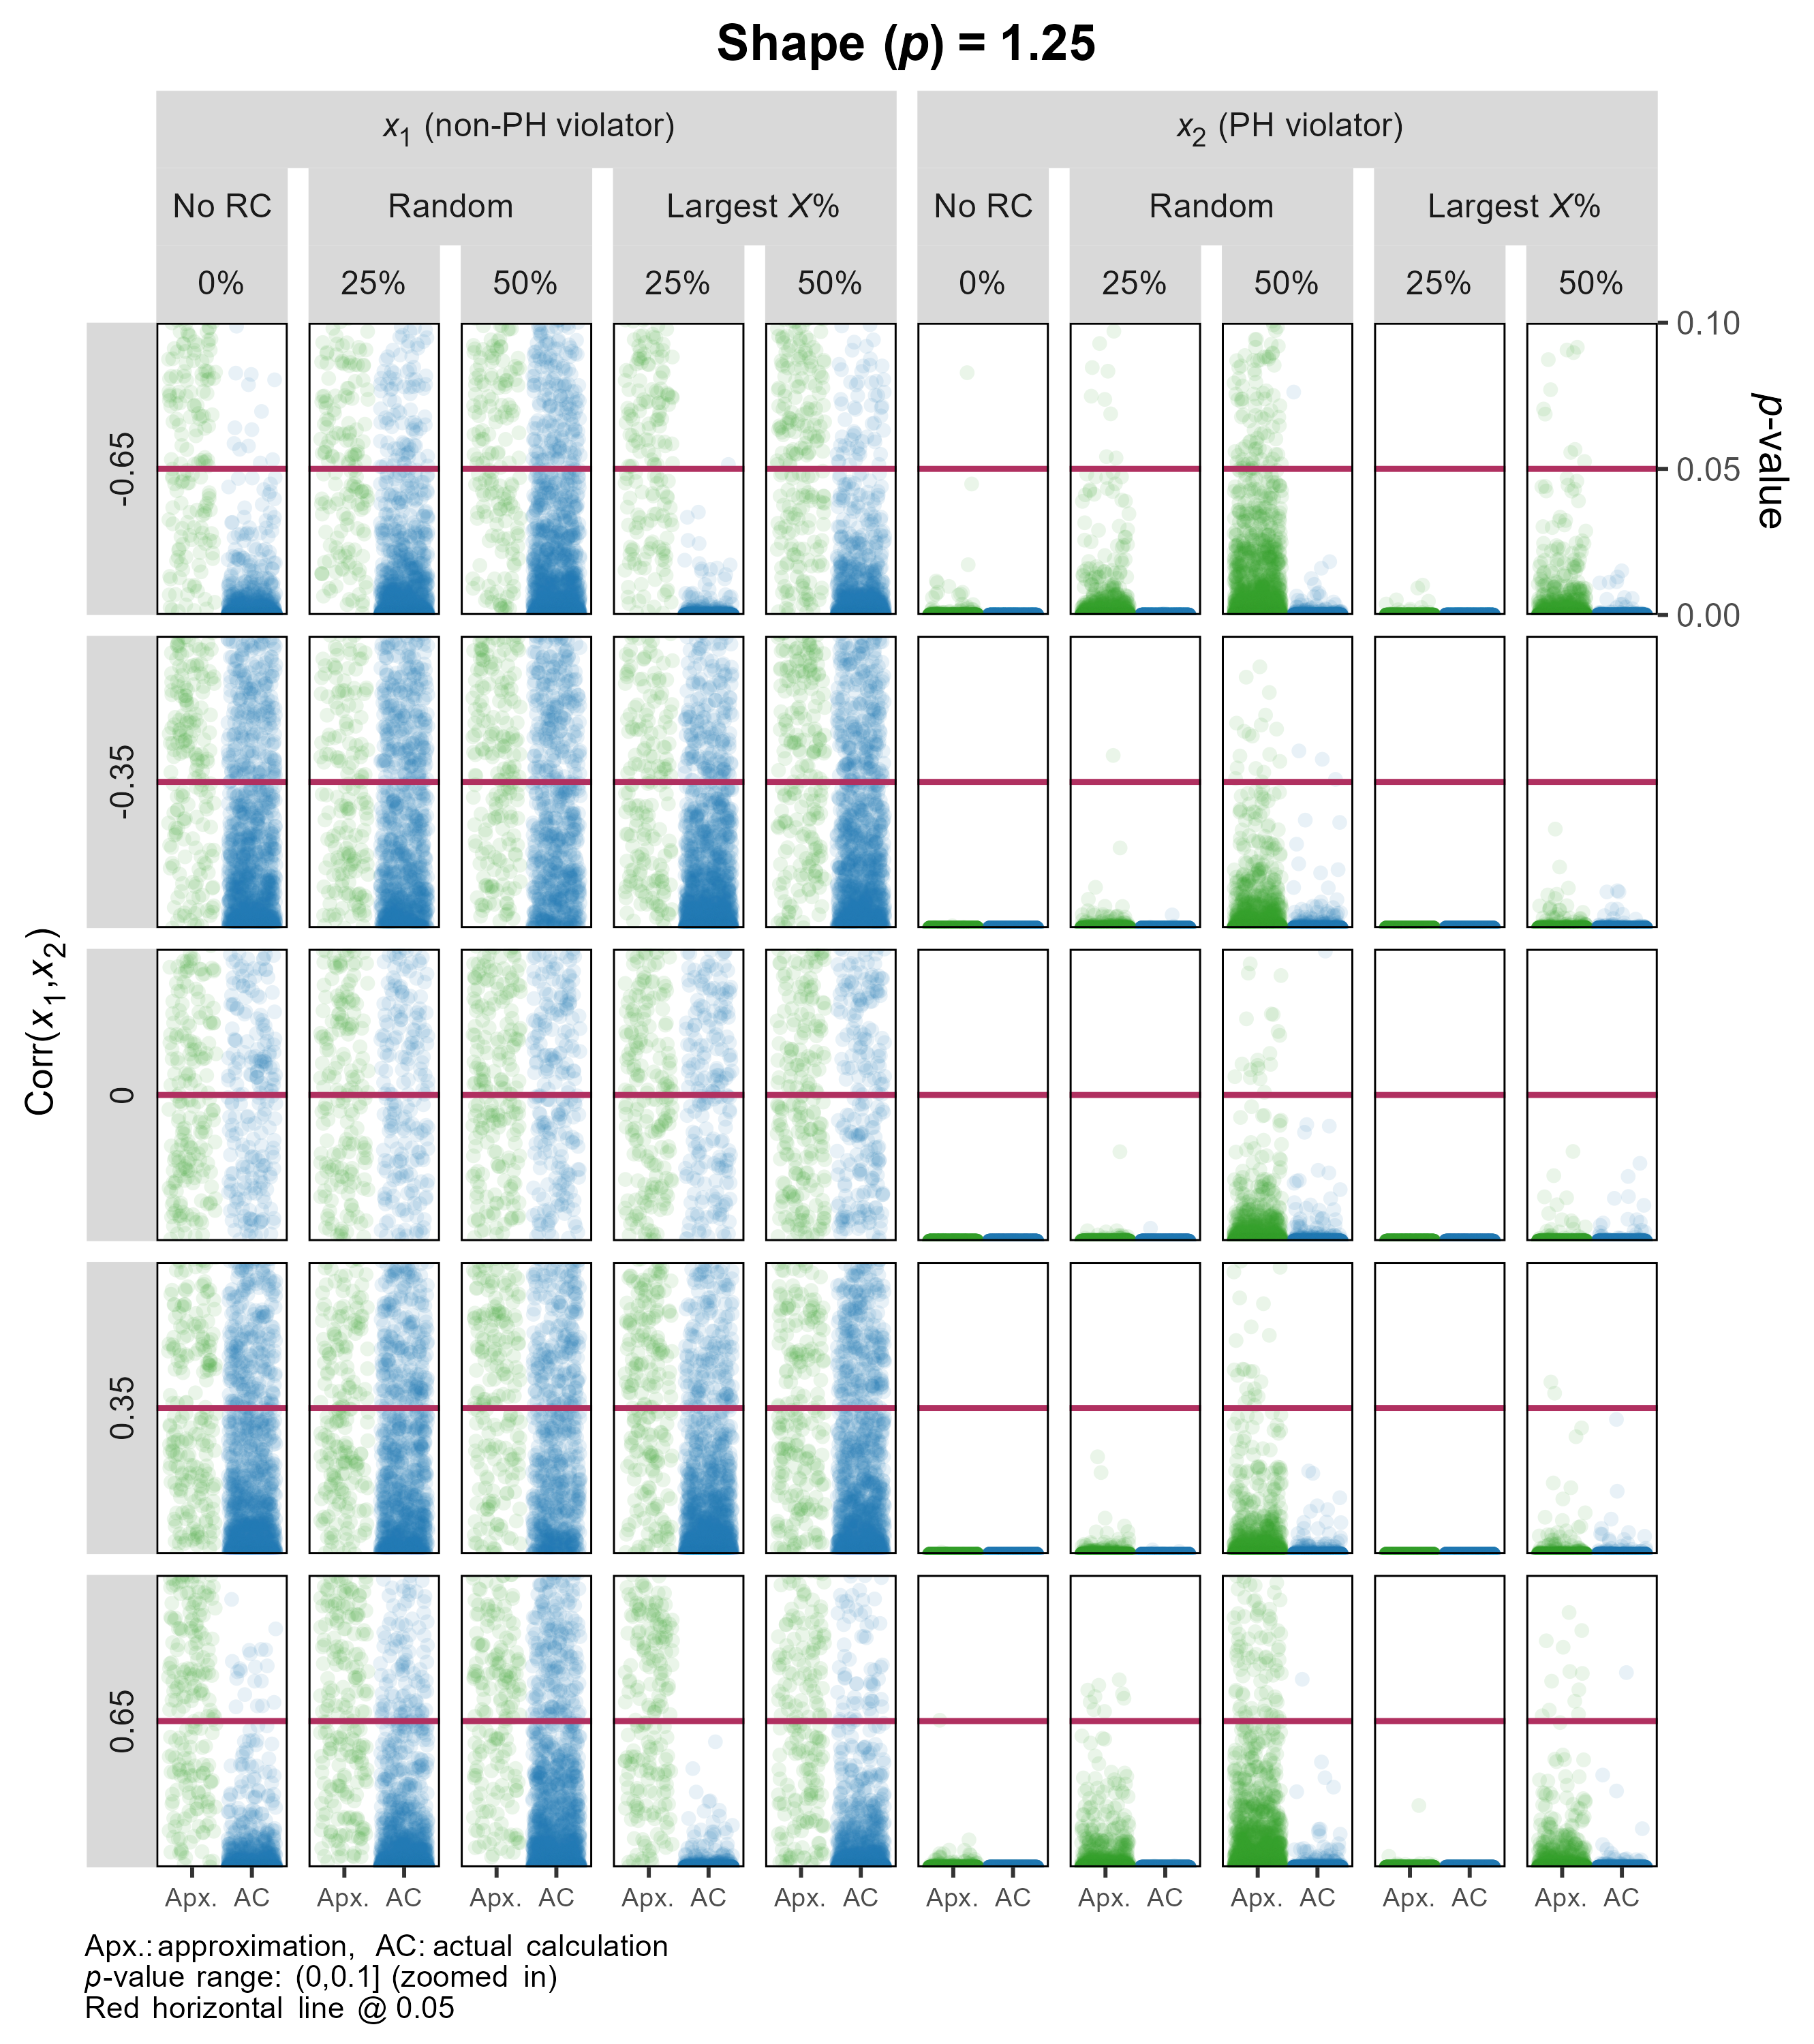 Shape (p) = 1.25
x1 (non-PH violator) x2 (PH violator)
No RC Random Largest X% No RC Random Largest X%
0% 25% 50% 25% 50% 0% 25% 50% 25% 50%
0.10
0.05
0.00
p-value
-0.65
-0.35
0
0.35
0.65
Corr(x1,x2)
Apx. AC Apx. AC Apx. AC Apx. AC Apx. AC Apx. AC Apx. AC Apx. AC Apx. AC Apx. AC
Apx.: approximation, AC: actual calculation
p-value range: (0,0.1] (zoomed in)
Red horizontal line @ 0.05